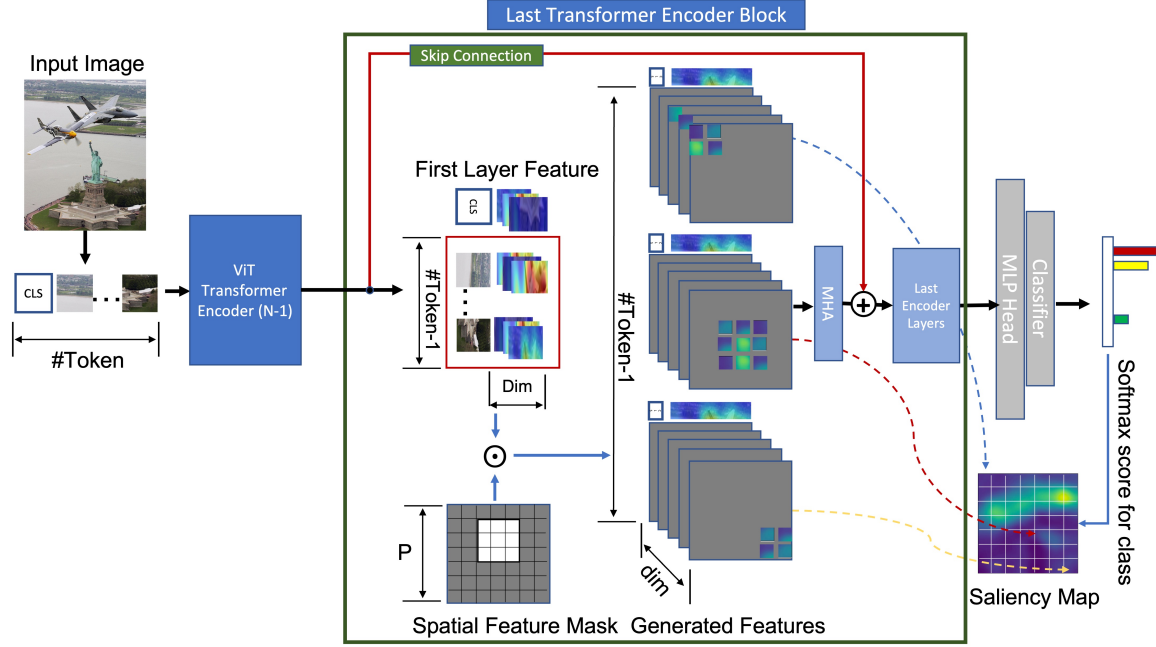 Last Transformer Encoder Block
Input Image
Skip Connection
First Layer Feature
CLS
CLS
#Token
ViT
Transformer
Encoder (N-1)
#Token-1
Dim
#Token-1
MHA
Last
Encoder
Layers
MLP Head
Classifier
Softmax score for class
P
dim
Spatial Feature Mask
Generated Features
Saliency Map